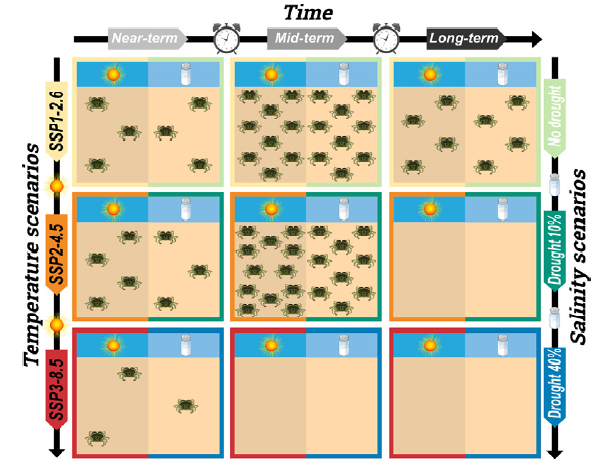 Time
Near-term
Mid-term
Long-term
Temperature scenarios
SSP1-2.6
SSP2-4.5
SSP3-8.5
No drought
Drought 10%
Drought 40%
Salinity scenarios